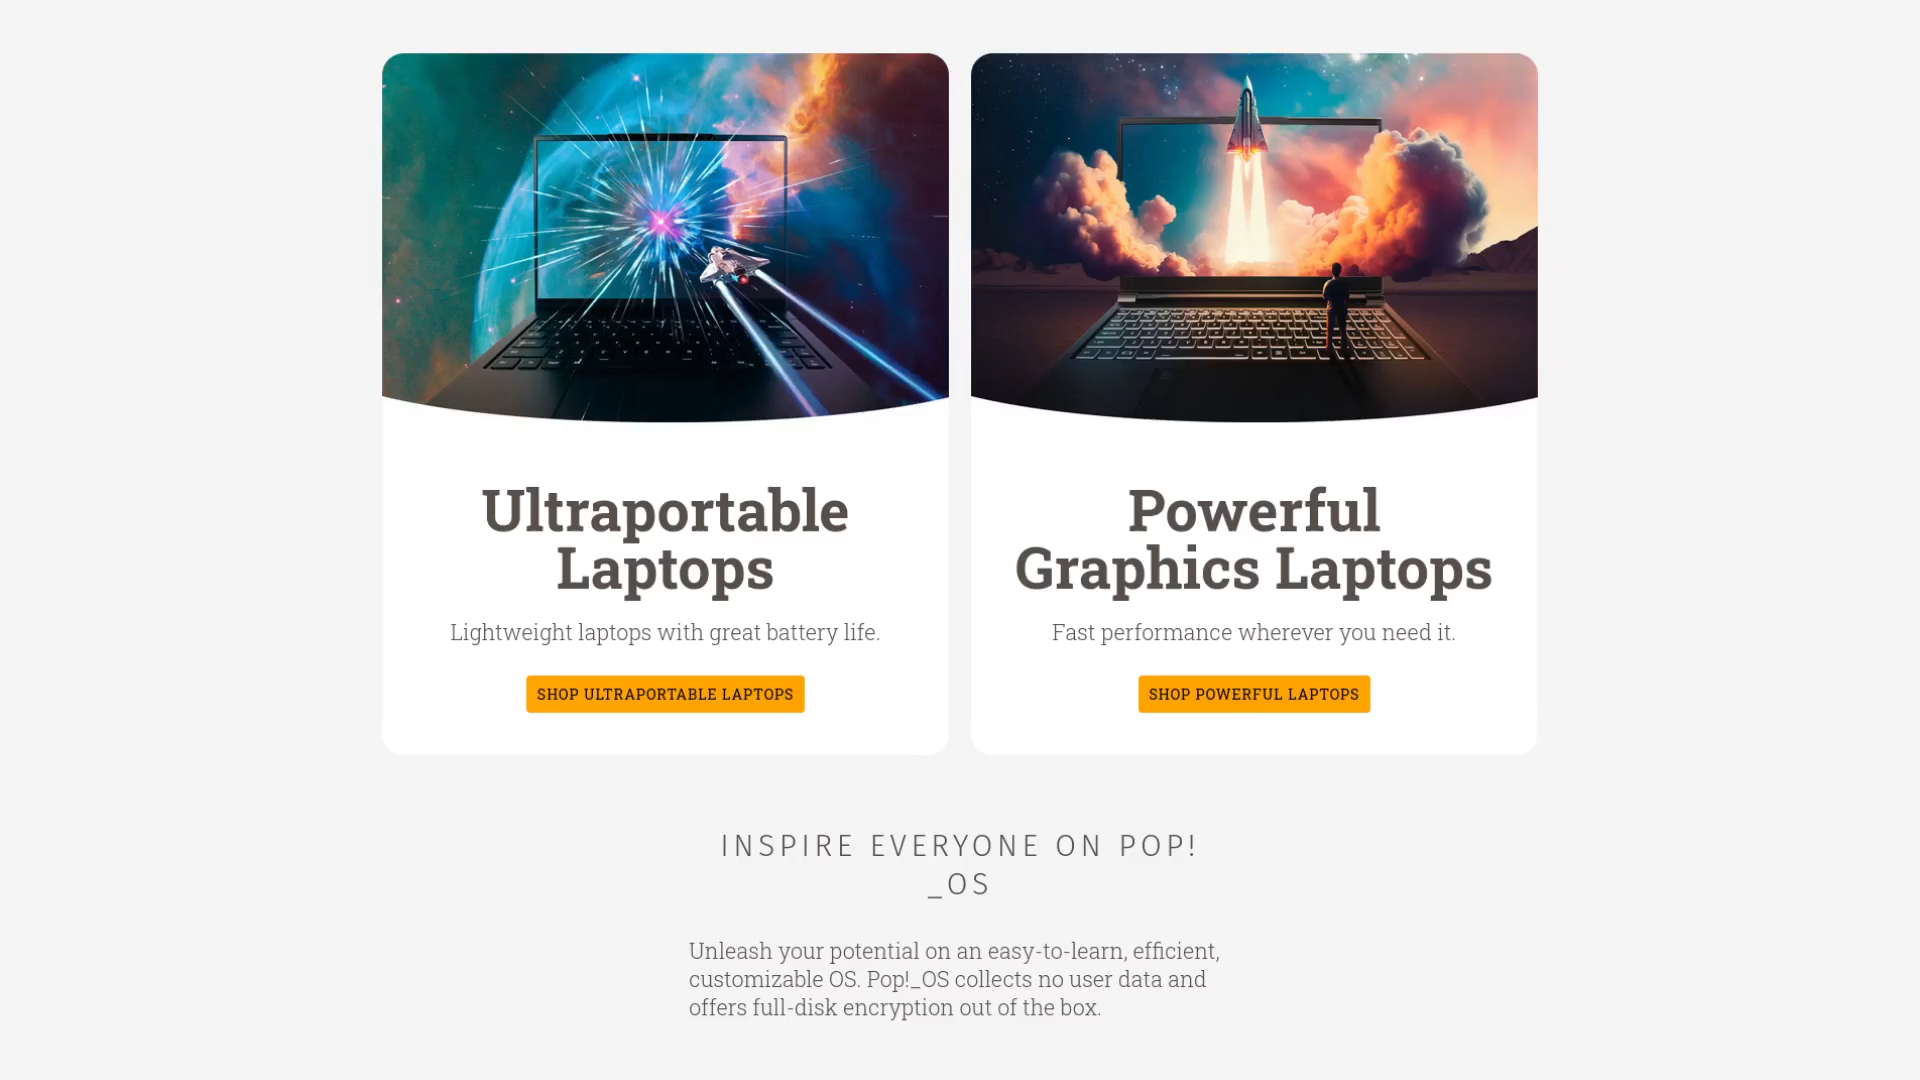 Ultraportable
Laptops
Lightweight laptops with great battery life.
SHOP ULTRAPORTABLE LAPTOPS
Powerful
Graphics Laptops
Fast performance wherever you need it.
SHOP POWERFUL LAPTOPS
INSPIRE EVERYONE ON POP!
_OS
Unleash your potential on an easy-to-learn, efficient,
customizable OS. Pop!_OS collects no user data and
offers full-disk encryption out of the box.